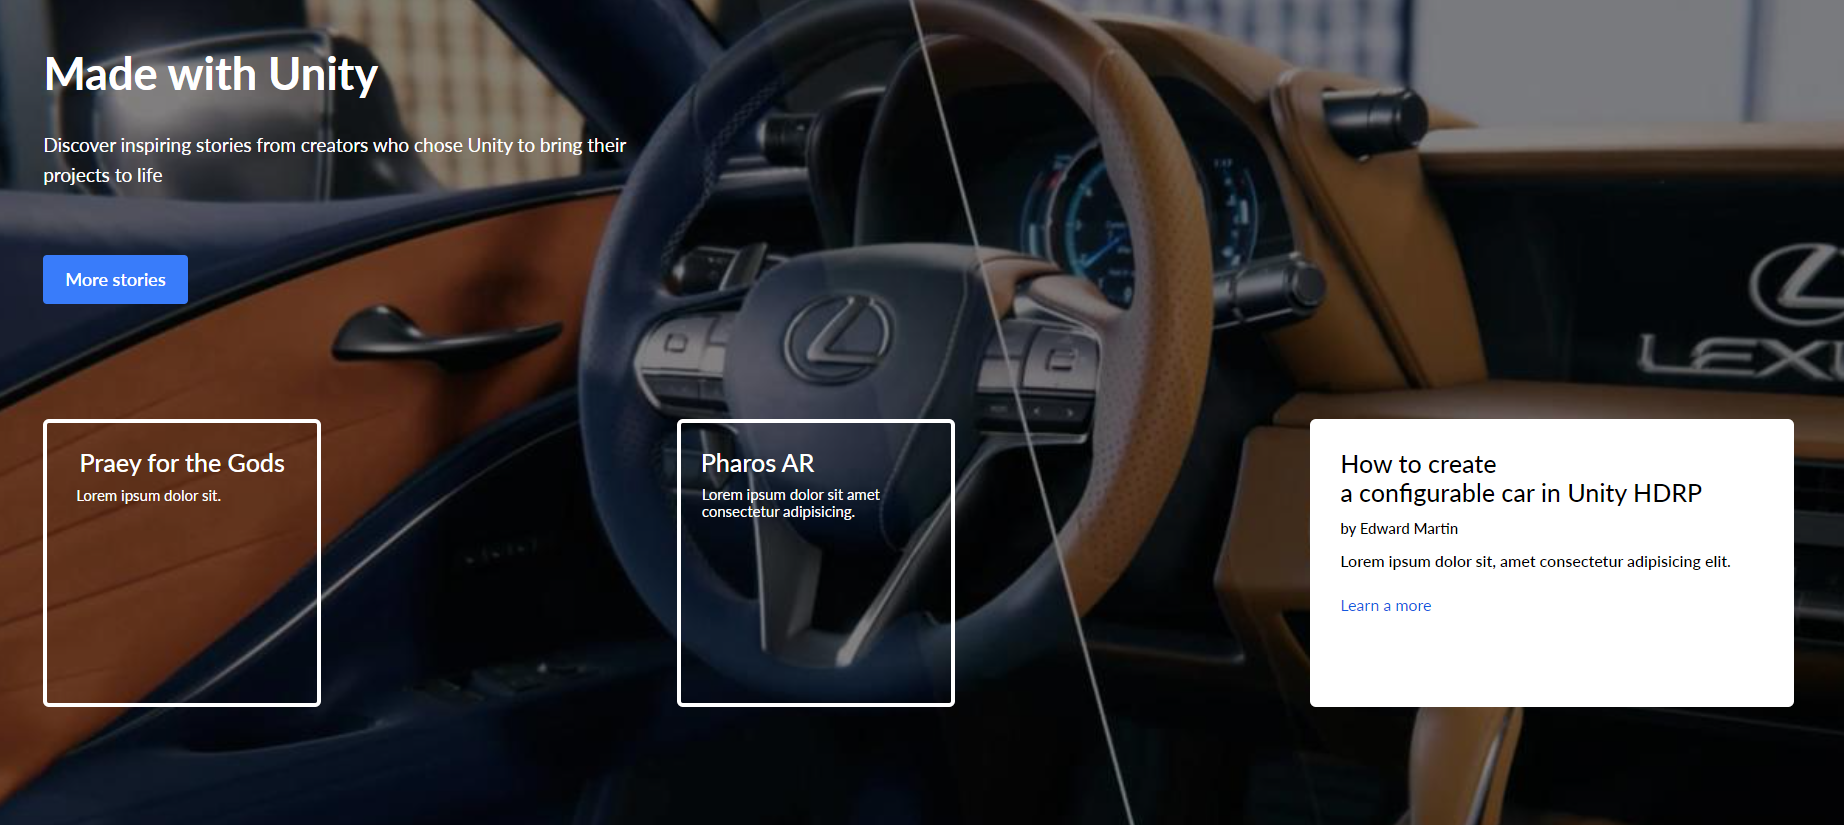 Made with Unity
Discover inspiring stories from creators who chose Unity to bring their
projects to life
More stories
Praey for the Gods
Lorem ipsum dolor sit.
Pharos AR
Lorem ipsum dolor sit amet
consectetur adipisicing.
How to create
a configurable car in Unity HDRP
by Edward Martin
Lorem ipsum dolor sit, amet consectetur adipisicing elit.
Learn a more